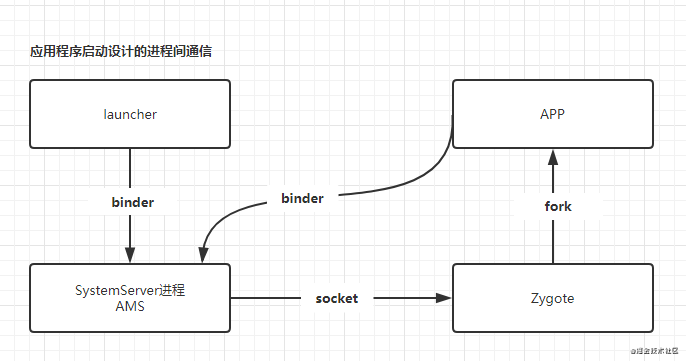 应用程序启动设计的进程间通信
launcher
APP
binder
binder
fork
SystemServer进程
AMS
socket
Zygote
@掘金技术社区